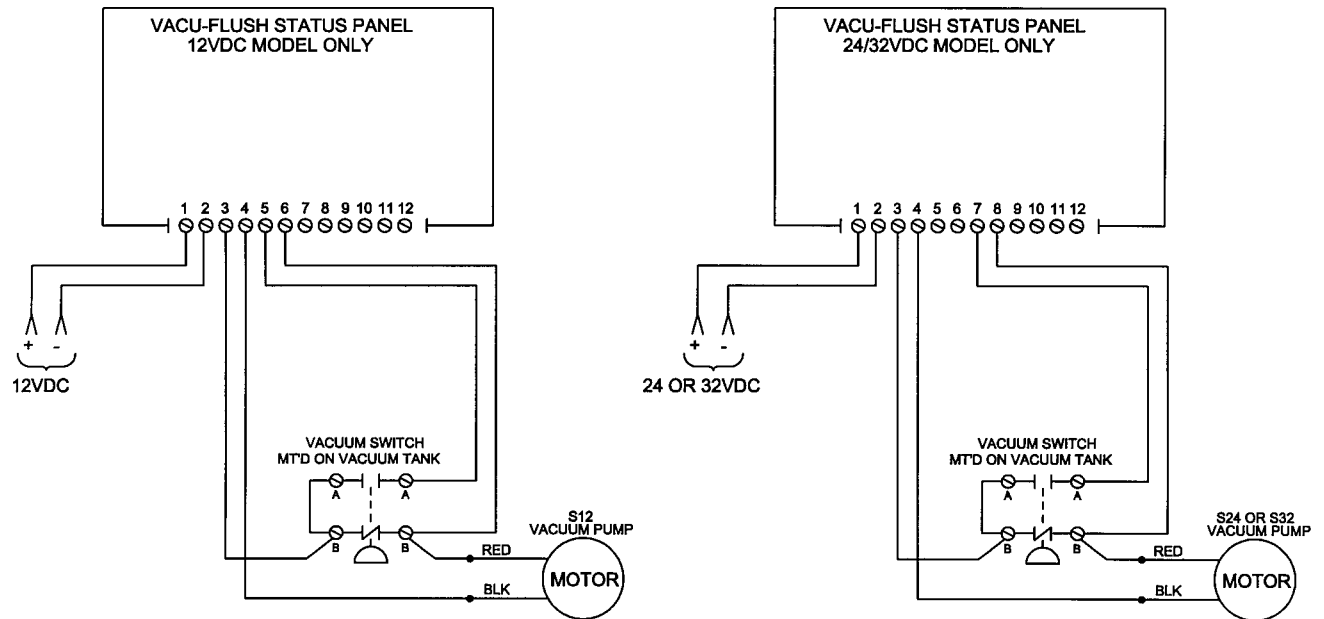 VACU-FLUSH STATUS PANEL
12VDC MODEL ONLY
1 2 3 4 5 6 7 8 9 10 11 12
+ -
12VDC
VACUUM SWITCH
MT'D ON VACUUM TANK
A A
B B
S12
VACUUM PUMP
RED
BLK
MOTOR
VACU-FLUSH STATUS PANEL
24/32VDC MODEL ONLY
1 2 3 4 5 6 7 8 9 10 11 12
+ -
24 OR 32VDC
VACUUM SWITCH
MT'D ON VACUUM TANK
A A
B B
S24 OR S32
VACUUM PUMP
RED
BLK
MOTOR